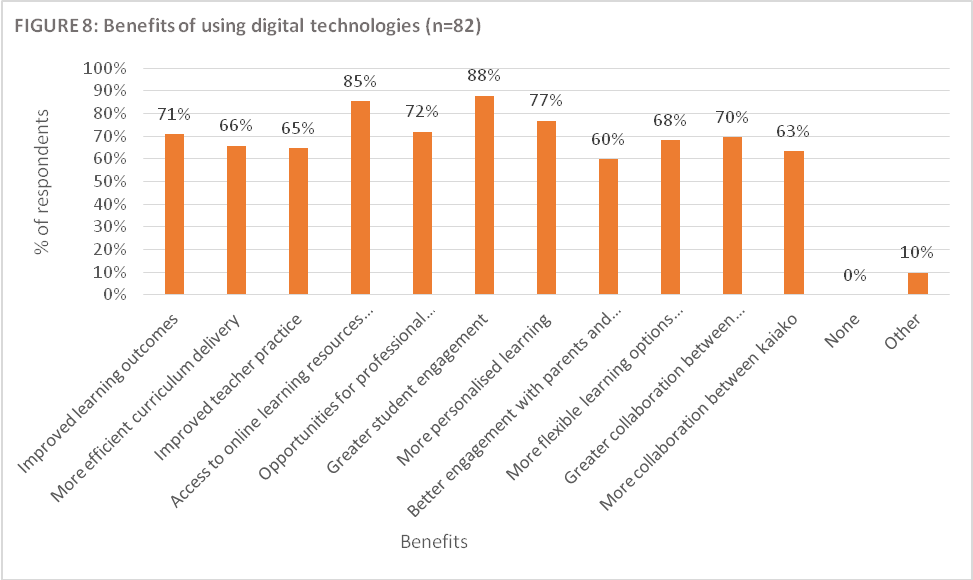 FIGURE 8: Benefits of using digital technologies (n=82)
100%
90%
80%
70%
60%
50%
40%
30%
20%
10%
0%
% of respondents
71%
66%
65%
85%
72%
88%
77%
60%
68%
70%
63%
0%
10%
Improved learning outcomes
More efficient curriculum delivery
Improved teacher practice
Access to online learning resources…
Opportunities for professional…
Greater student engagement
More personalised learning
Better engagement with parents and…
More flexible learning options…
Greater collaboration between…
More collaboration between kaiako
None
Other
Benefits